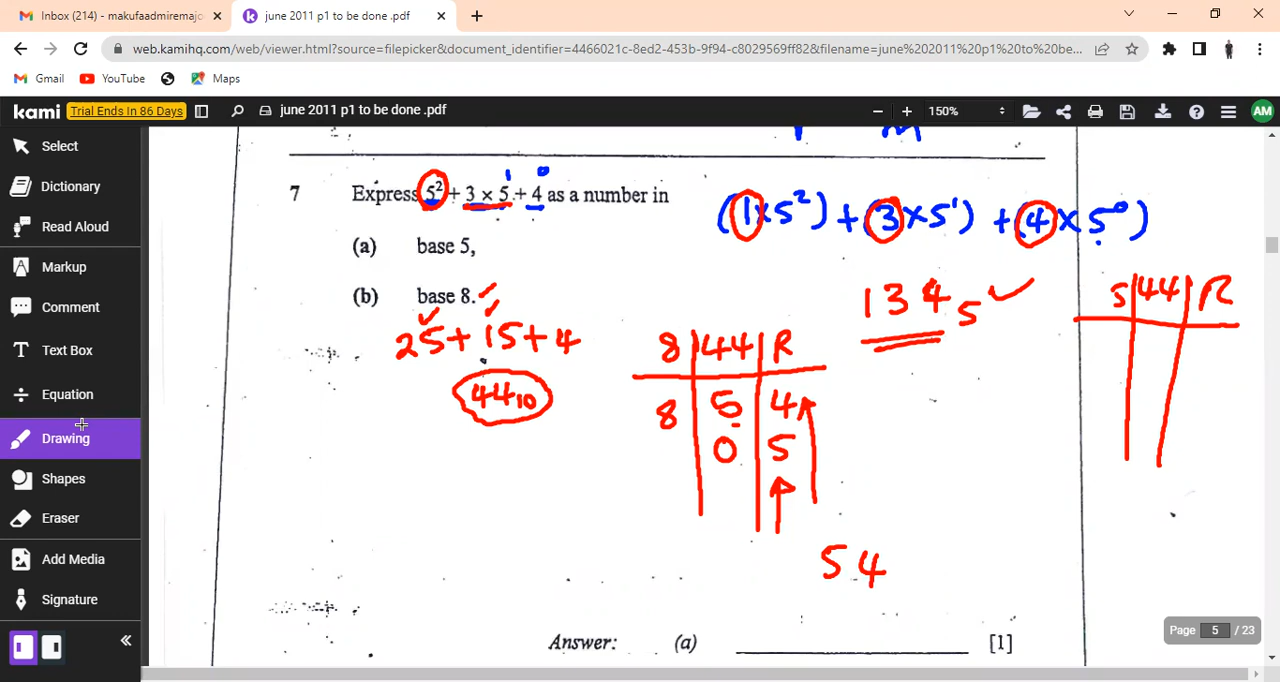 Inbox (214) - makufaadmiremajo
june 2011 p1 to be done .pdf
web.kamihq.com/web/viewer.html?source=filepicker&document_identifier=4466021c-8ed2-453b-9f94-c8029569ff82&filename=june%202011%20p1%20to%20be...
Gmail
YouTube
Maps
kami
Trial Ends In 86 Days
june 2011 p1 to be done .pdf
150%
AM
Select
Dictionary
Read Aloud
Markup
Comment
Text Box
Equation
Drawing
Shapes
Eraser
Add Media
Signature
7 Express 5² + 3 × 5¹ + 4⁰ as a number in
(1×5²) + (3×5¹) + (4×5⁰)
(a) base 5,
(b) base 8.
134₅ ✓
5 | 44 | R
25 + 15 + 4
44₁₀
8 | 44 | R
8 | 5 | 4
0 | 5
54
Answer: (a) [1]
Page 5 / 23